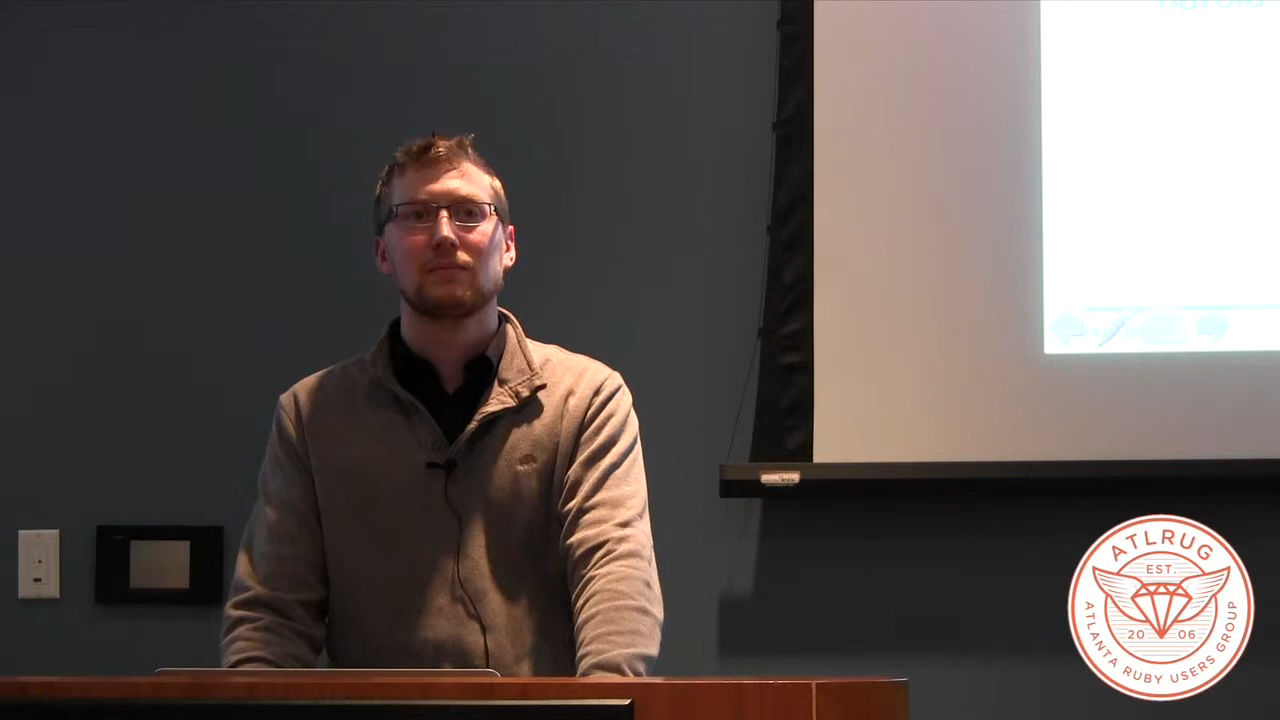 ATLRUG
EST.
20 06
ATLANTA RUBY USERS GROUP